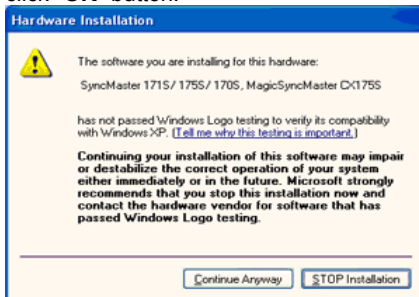 Hardware Installation
The software you are installing for this hardware:
SyncMaster 171S/ 175S/ 170S, MagicSyncMaster CX175S
has not passed Windows Logo testing to verify its compatibility
with Windows XP. (Tell me why this testing is important.)
Continuing your installation of this software may impair
or destabilize the correct operation of your system
either immediately or in the future. Microsoft strongly
recommends that you stop this installation now and
contact the hardware vendor for software that has
passed Windows Logo testing.
Continue Anyway STOP Installation